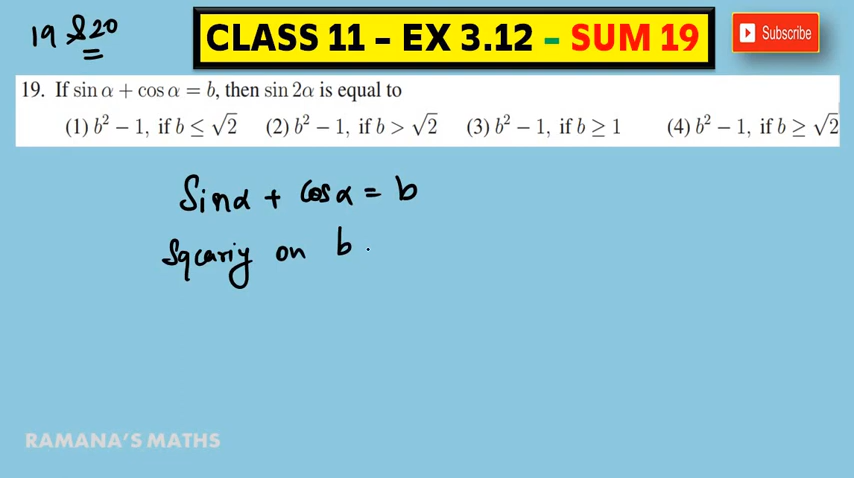 19 & 20
CLASS 11 – EX 3.12 – SUM 19
Subscribe
19. If sin α + cos α = b, then sin 2α is equal to
(1) b² − 1, if b ≤ √2 (2) b² − 1, if b > √2 (3) b² − 1, if b ≥ 1 (4) b² − 1, if b ≥ √2
Sinα + Cosα = b
on b
RAMANA'S MATHS